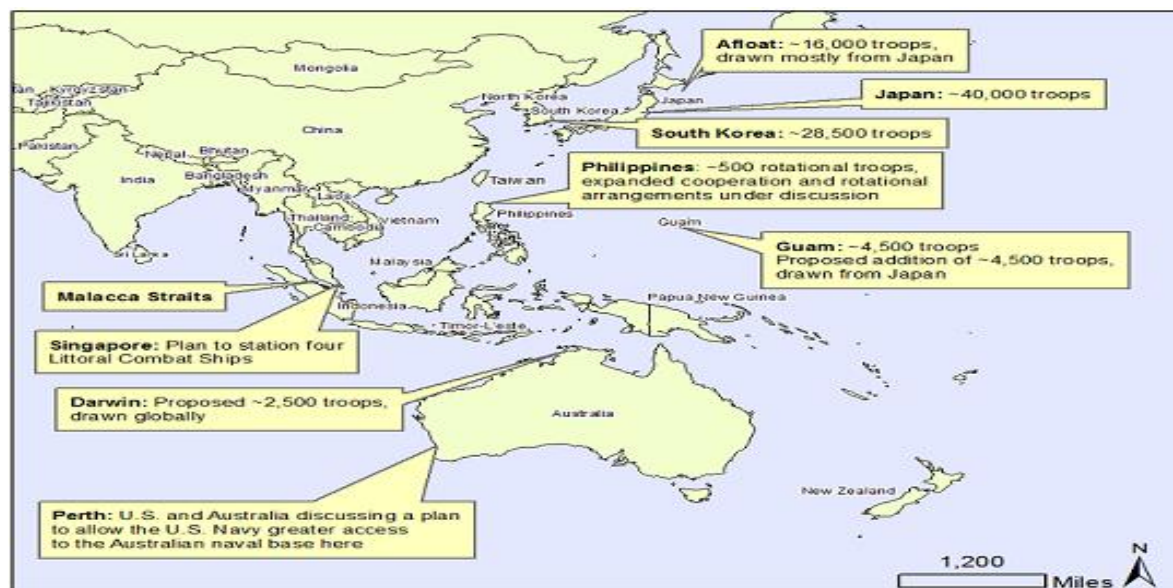 Afloat: ~16,000 troops,
drawn mostly from Japan
Mongolia
Kyrgyzstan
Tajikistan
North Korea
Japan
Japan: ~40,000 troops
South Korea
China
South Korea: ~28,500 troops
Pakistan
Nepal
Bhutan
Philippines: ~500 rotational troops,
expanded cooperation and rotational
arrangements under discussion
India
Bangladesh
Taiwan
Myanmar
Laos
Thailand
Vietnam
Philippines
Guam
Cambodia
Guam: ~4,500 troops
Proposed addition of ~4,500 troops,
drawn from Japan
Sri Lanka
Malaysia
Malacca Straits
Indonesia
Papua New Guinea
Timor-Leste
Singapore: Plan to station four
Littoral Combat Ships
Darwin: Proposed ~2,500 troops,
drawn globally
Australia
New Zealand
Perth: U.S. and Australia discussing a plan
to allow the U.S. Navy greater access
to the Australian naval base here
N
1,200
Miles